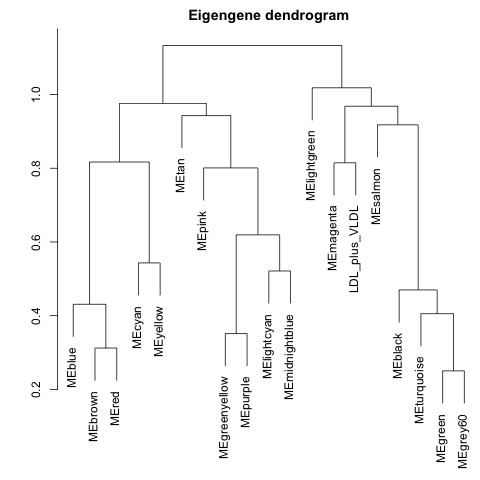 Eigengene dendrogram
1.0
0.8
0.6
0.4
0.2
MEblue
MEbrown
MEred
MEcyan
MEyellow
MEtan
MEpink
MEgreenyellow
MEpurple
MElightcyan
MEmidnightblue
MElightgreen
MEmagenta
LDL_plus_VLDL
MEsalmon
MEblack
MEturquoise
MEgreen
MEgrey60